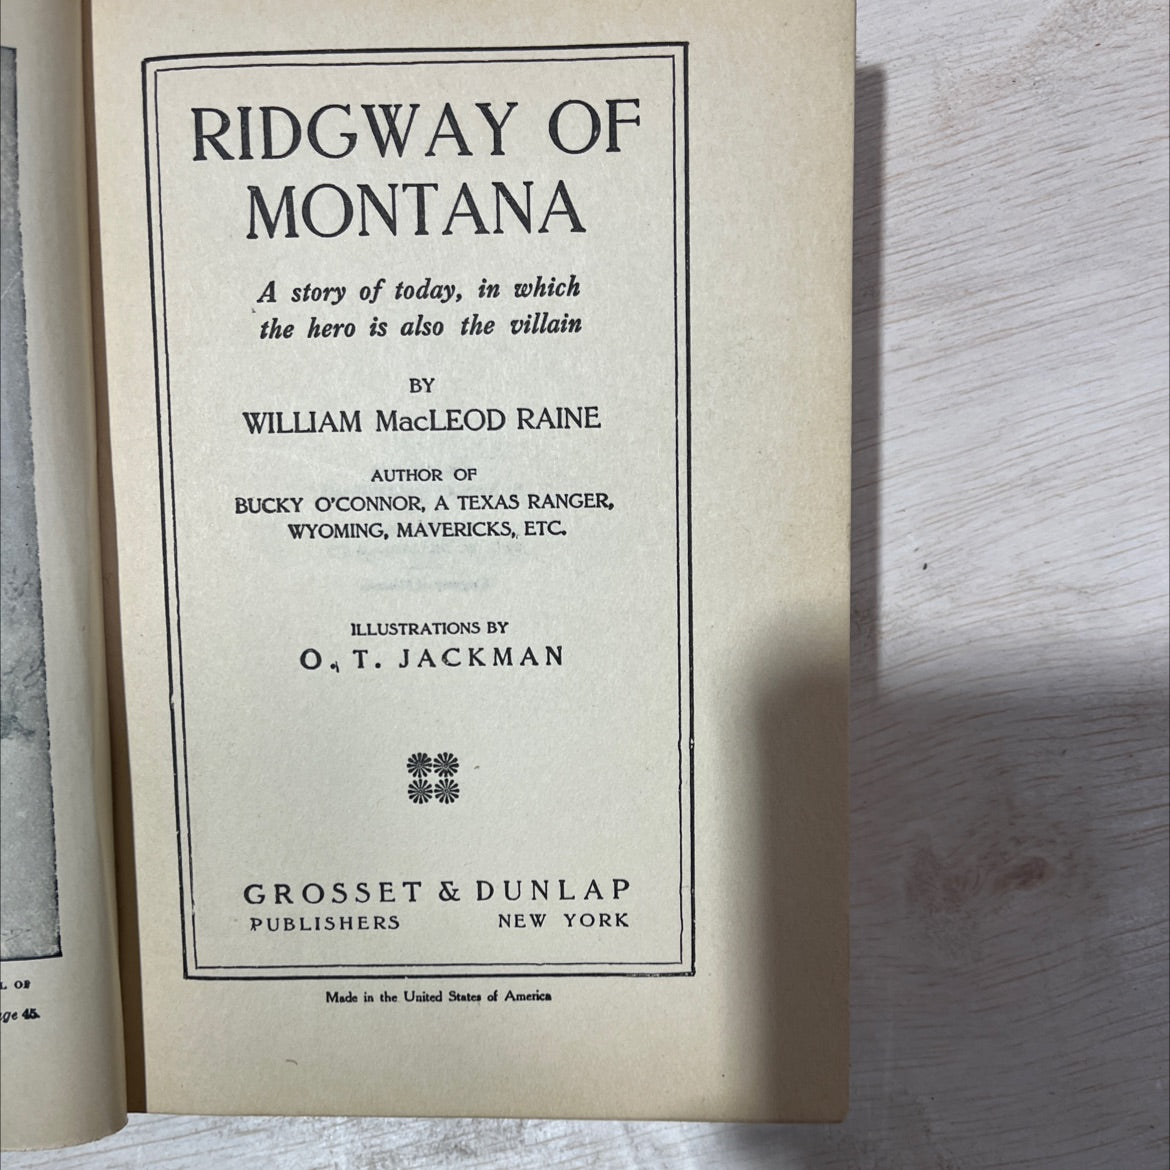 RIDGWAY OF
MONTANA
A story of today, in which
the hero is also the villain
BY
WILLIAM MacLEOD RAINE
AUTHOR OF
BUCKY O'CONNOR, A TEXAS RANGER,
WYOMING, MAVERICKS, ETC.
ILLUSTRATIONS BY
O. T. JACKMAN
GROSSET & DUNLAP
PUBLISHERS NEW YORK
Made in the United States of America
OF
45.